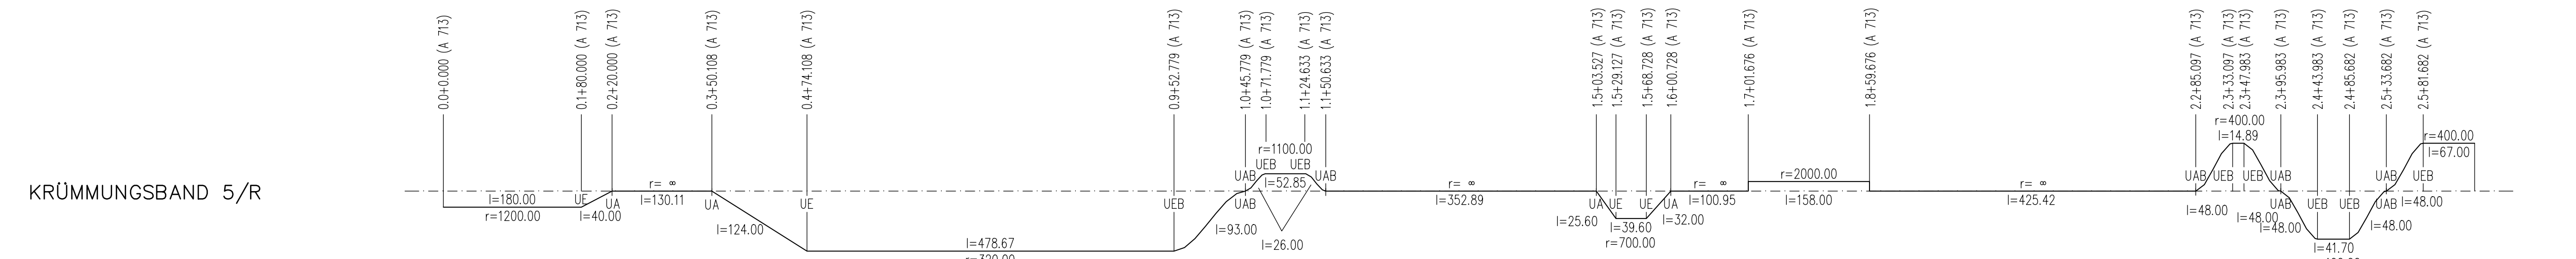 0.0+0.000 (A 713)
0.1+80.000 (A 713)
0.2+20.000 (A 713)
0.3+50.108 (A 713)
0.4+74.108 (A 713)
0.9+52.779 (A 713)
1.0+45.779 (A 713)
1.0+71.779 (A 713)
1.1+24.633 (A 713)
1.1+50.633 (A 713)
1.5+03.527 (A 713)
1.5+29.127 (A 713)
1.5+68.728 (A 713)
1.6+00.728 (A 713)
1.7+01.676 (A 713)
1.8+59.676 (A 713)
2.2+85.097 (A 713)
2.3+33.097 (A 713)
2.3+47.983 (A 713)
2.3+95.983 (A 713)
2.4+43.983 (A 713)
2.4+85.682 (A 713)
2.5+33.682 (A 713)
2.5+81.682 (A 713)
KRÜMMUNGSBAND 5/R
l=180.00
r=1200.00
UE
l=40.00
UA
r= ∞
l=130.11
UA
l=124.00
UE
l=478.67
UEB
l=93.00
UAB
UAB
r=1100.00
UEB UEB
l=52.85
l=26.00
UAB
r= ∞
l=352.89
UA
l=25.60
UE
l=39.60
r=700.00
UE
UA
l=32.00
r= ∞
l=100.95
r=2000.00
l=158.00
r= ∞
l=425.42
UAB
l=48.00
UEB
r=400.00
l=14.89
UEB
l=48.00
UAB
UAB
l=48.00
UEB
l=41.70
UEB
l=48.00
UAB
UAB
l=48.00
UEB
r=400.00
l=67.00